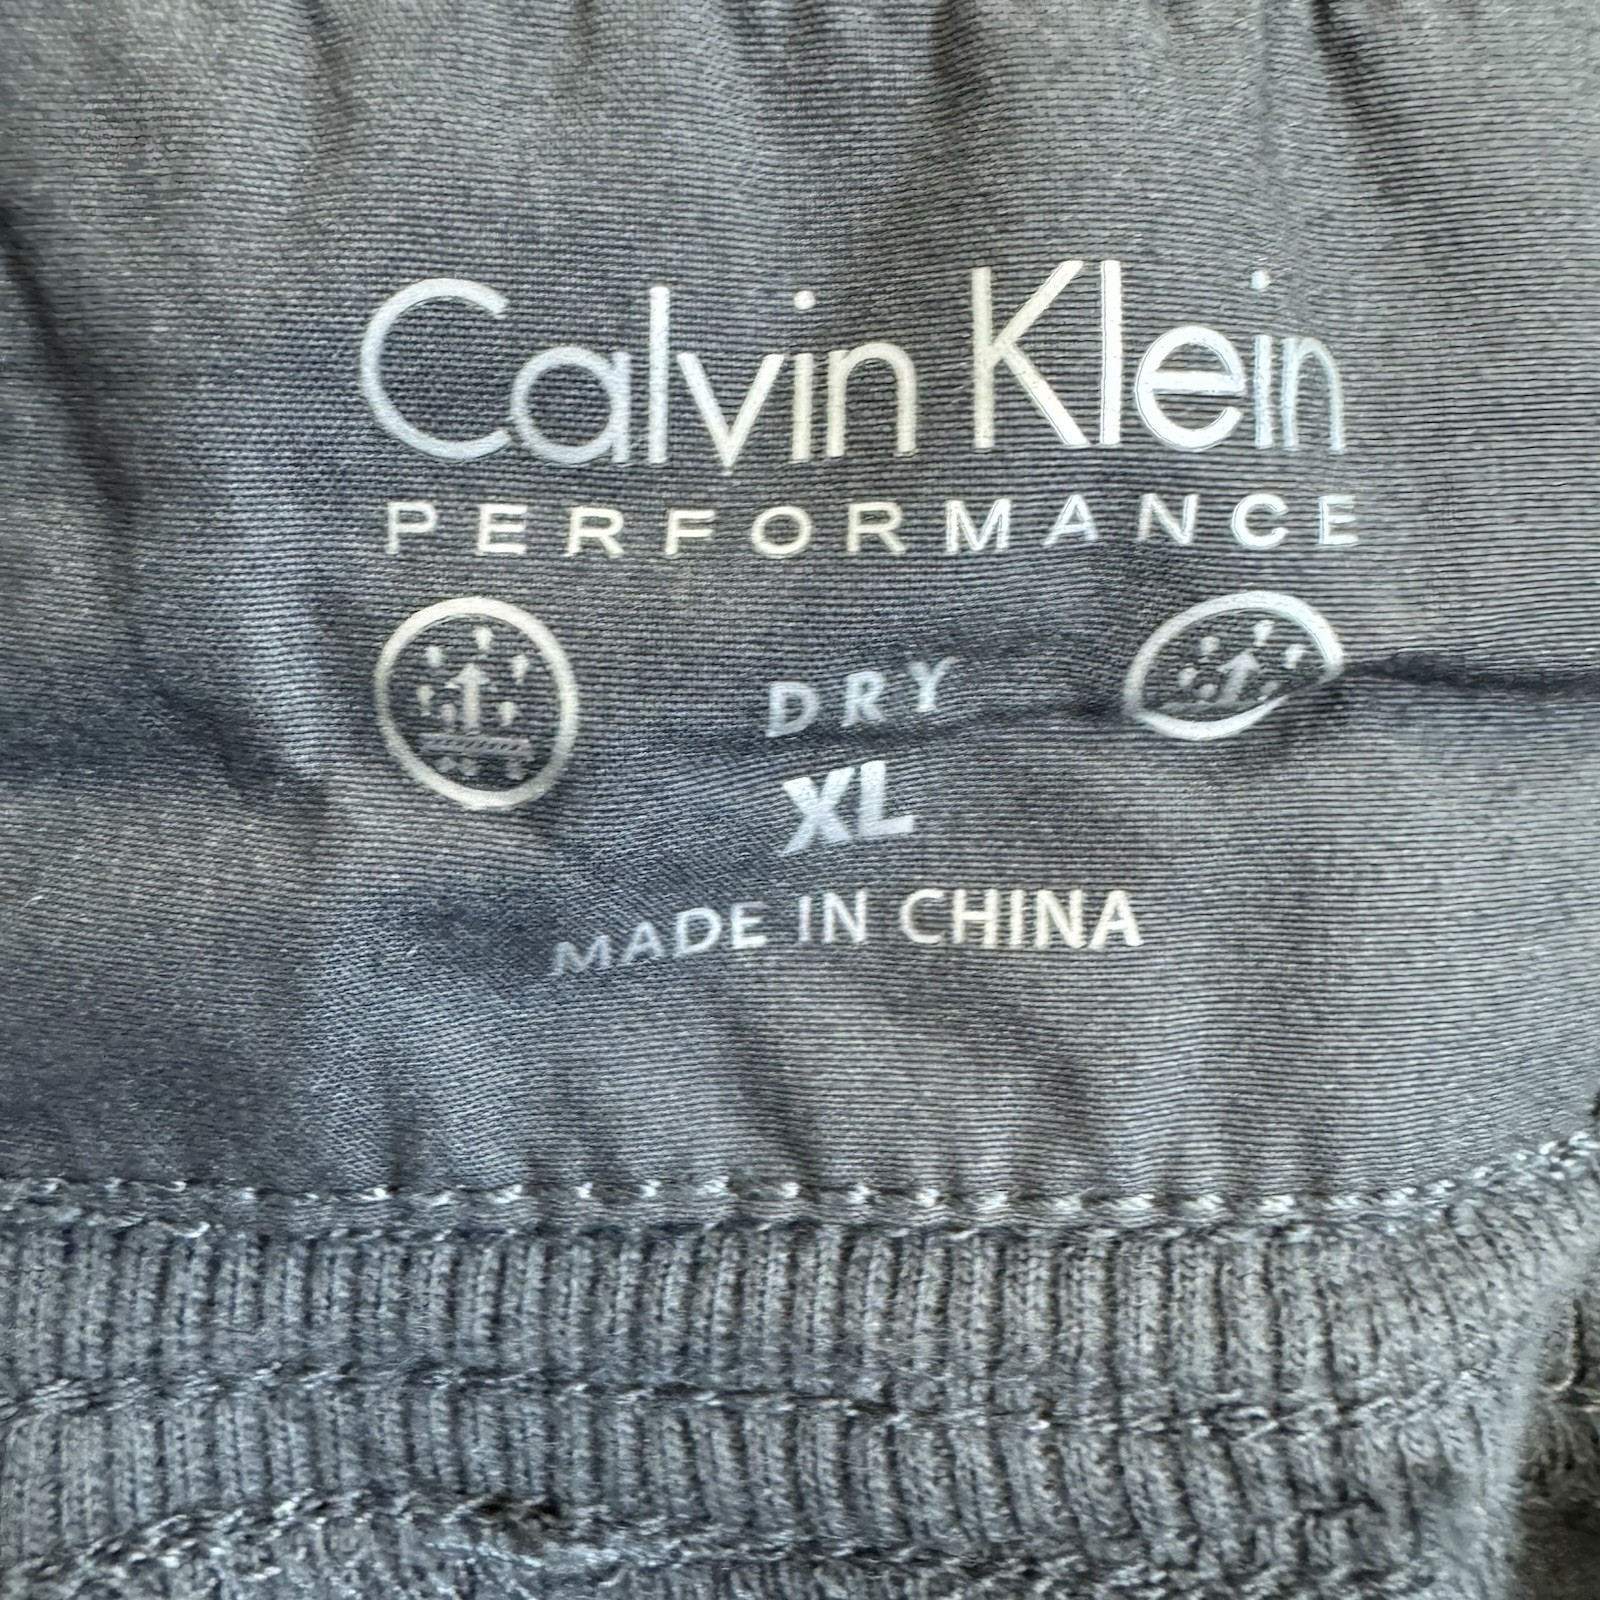 Calvin Klein
PERFORMANCE
DRY
XL
MADE IN CHINA